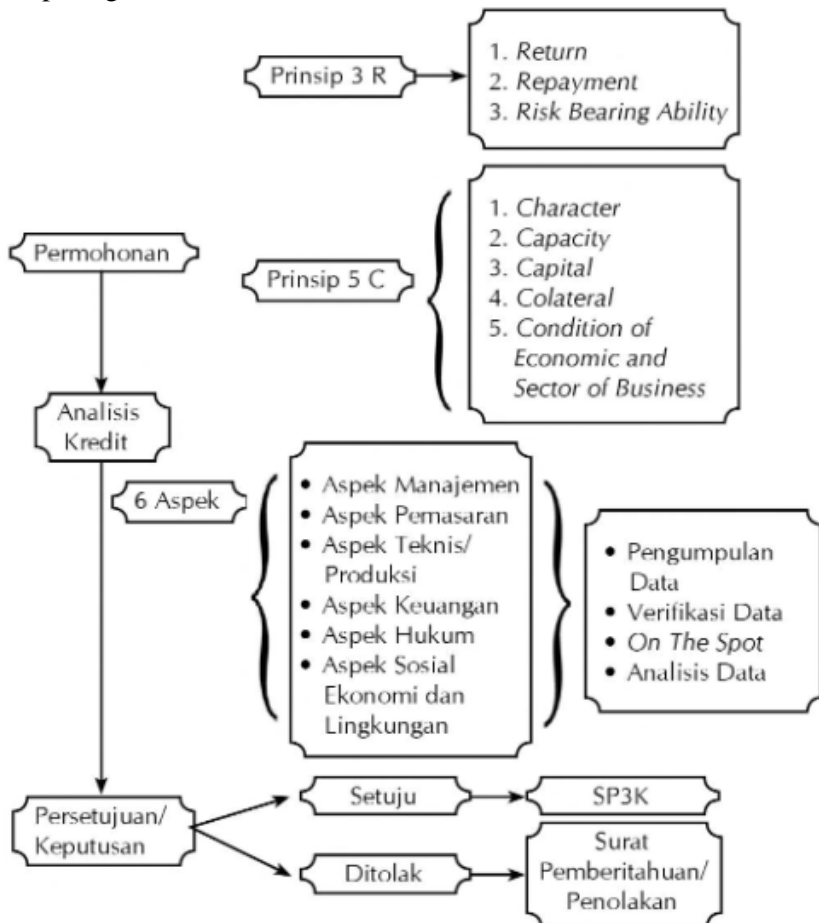 Prinsip 3 R
1. Return
2. Repayment
3. Risk Bearing Ability
Permohonan
Prinsip 5 C
1. Character
2. Capacity
3. Capital
4. Colateral
5. Condition of
Economic and
Sector of Business
Analisis
Kredit
6 Aspek
• Aspek Manajemen
• Aspek Pemasaran
• Aspek Teknis/
Produksi
• Aspek Keuangan
• Aspek Hukum
• Aspek Sosial
Ekonomi dan
Lingkungan
• Pengumpulan
Data
• Verifikasi Data
• On The Spot
• Analisis Data
Persetujuan/
Keputusan
Setuju
SP3K
Ditolak
Surat
Pemberitahuan/
Penolakan